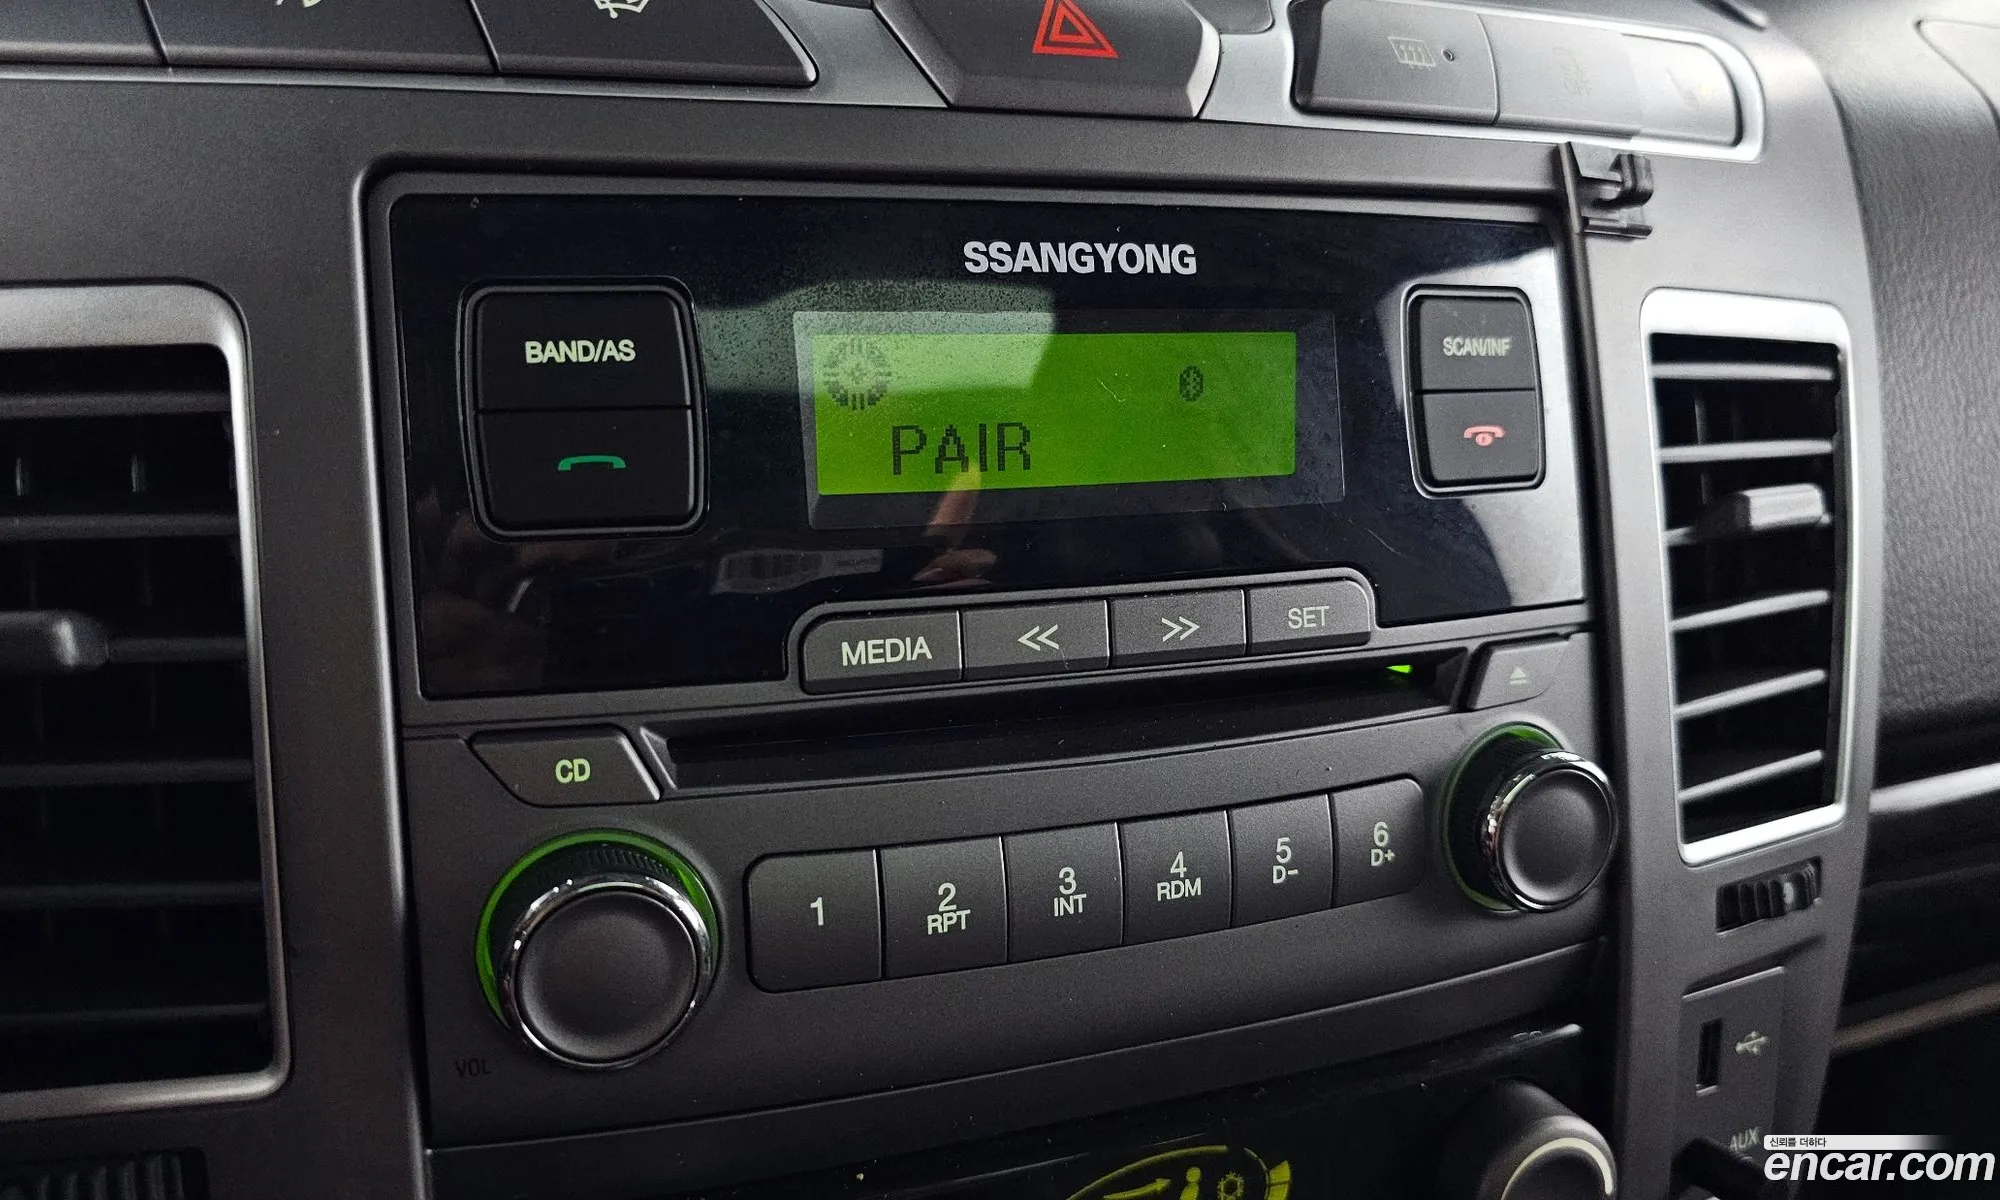 SSANGYONG
BAND/AS
SCAN/INF
PAIR
MEDIA
SET
CD
1
2
RPT
3
INT
4
RDM
5
D-
6
D+
VOL
AUX
신뢰를 더하다
encar.com